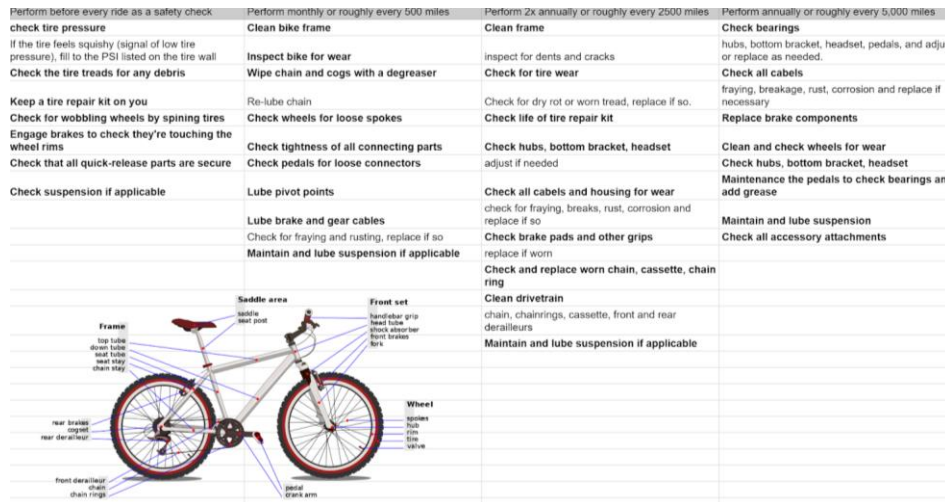 Perform before every ride as a safety check
check tire pressure
If the tire feels squishy (signal of low tire
pressure), fill to the PSI listed on the tire wall
Check the tire treads for any debris
Keep a tire repair kit on you
Check for wobbling wheels by spining tires
Engage brakes to check they're touching the
wheel rims
Check that all quick-release parts are secure
Check suspension if applicable
Perform monthly or roughly every 500 miles
Clean bike frame
Inspect bike for wear
Wipe chain and cogs with a degreaser
Re-lube chain
Check wheels for loose spokes
Check tightness of all connecting parts
Check pedals for loose connectors
Lube pivot points
Lube brake and gear cables
Check for fraying and rusting, replace if so
Maintain and lube suspension if applicable
Perform 2x annually or roughly every 2500 miles
Clean frame
inspect for dents and cracks
Check for tire wear
Check for dry rot or worn tread, replace if so.
Check life of tire repair kit
Check hubs, bottom bracket, headset
adjust if needed
Check all cabels and housing for wear
check for fraying, breaks, rust, corrosion and
replace if so
Check brake pads and other grips
replace if worn
Check and replace worn chain, cassette, chain
ring
Clean drivetrain
chain, chainrings, cassette, front and rear
derailleurs
Maintain and lube suspension if applicable
Perform annually or roughly every 5,000 miles
Check bearings
hubs, bottom bracket, headset, pedals, and adju
or replace as needed.
Check all cabels
fraying, breakage, rust, corrosion and replace if
necessary
Replace brake components
Clean and check wheels for wear
Check hubs, bottom bracket, headset
Maintenance the pedals to check bearings an
add grease
Maintain and lube suspension
Check all accessory attachments
Saddle area
saddle
seat post
Front set
handlebar grip
head tube
shock absorber
front brakes
fork
Frame
top tube
down tube
seat tube
seat stay
chain stay
Wheel
spokes
hub
rim
tire
valve
rear brakes
cogset
rear derailleur
front derailleur
chain
chain rings
pedal
crank arm